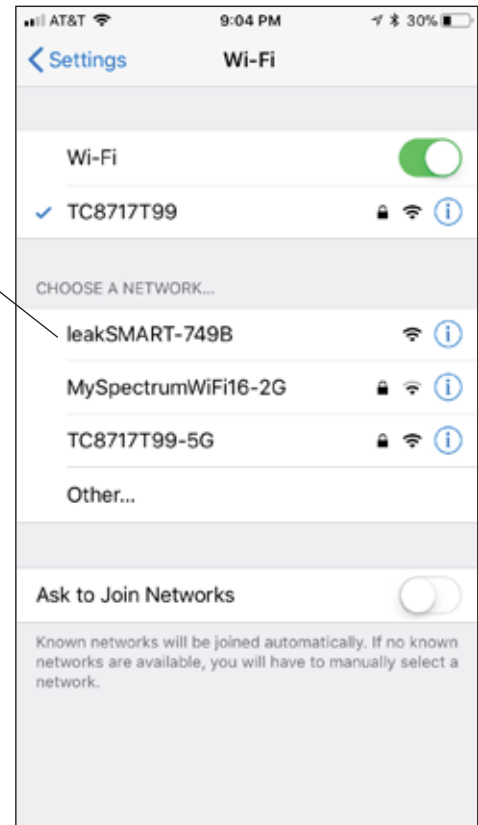 AT&T 9:04 PM 30%
Settings Wi-Fi
Wi-Fi
TC8717T99
CHOOSE A NETWORK...
leakSMART-749B
MySpectrumWiFi16-2G
TC8717T99-5G
Other...
Ask to Join Networks
Known networks will be joined automatically. If no known
networks are available, you will have to manually select a
network.